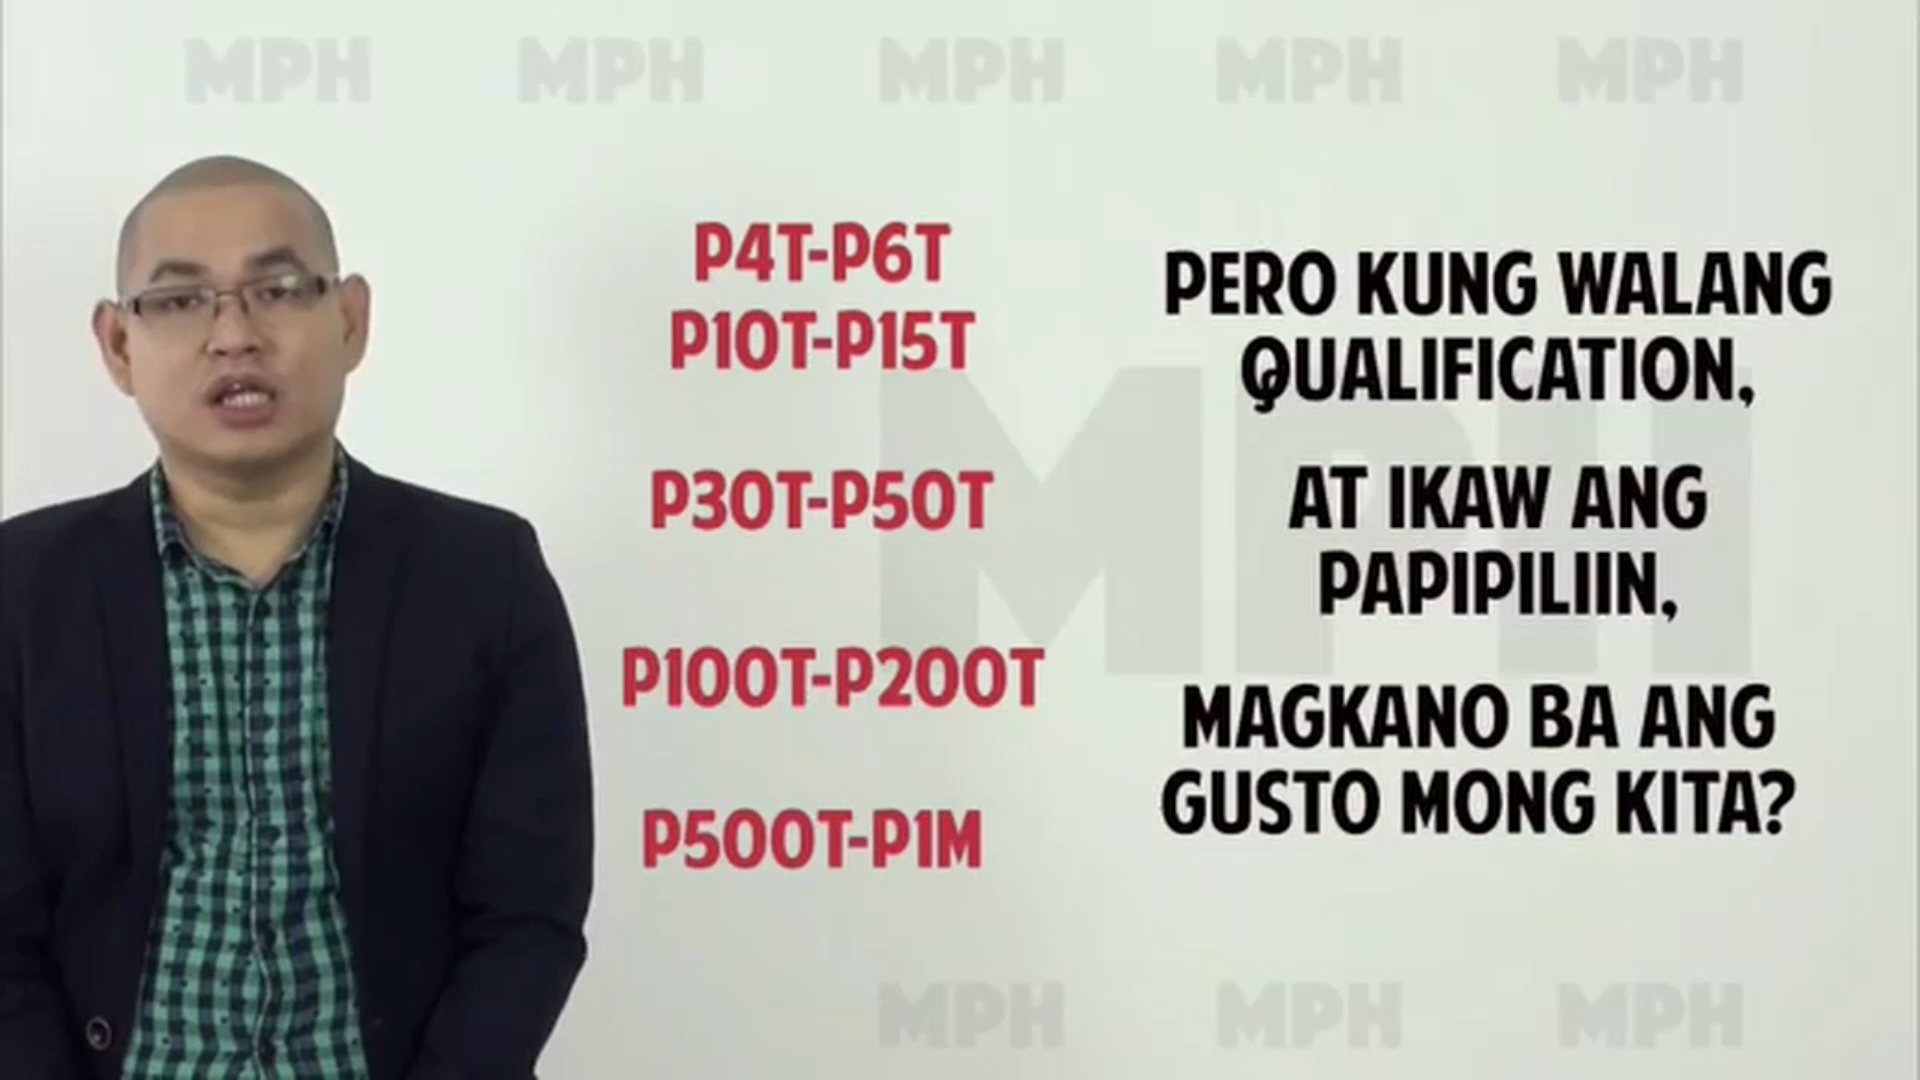 MPH MPH MPH MPH MPH
P4T-P6T
P10T-P15T
P30T-P50T
P100T-P200T
P500T-P1M
PERO KUNG WALANG
QUALIFICATION,
AT IKAW ANG
PAPIPILIIN,
MAGKANO BA ANG
GUSTO MONG KITA?
MPH
MPH MPH MPH